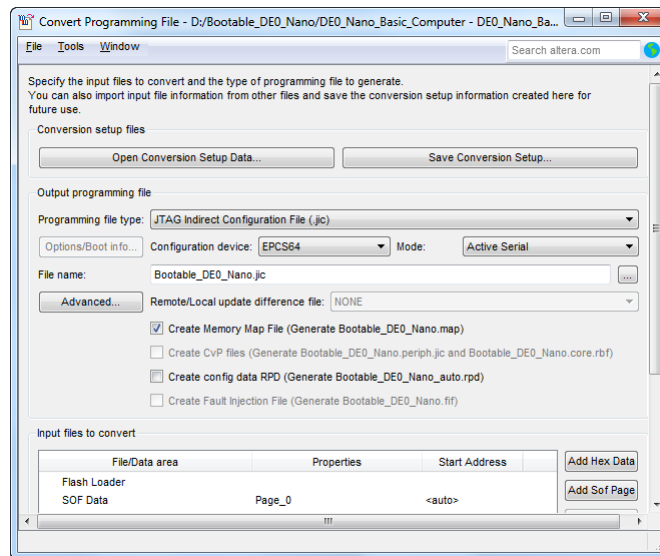 Convert Programming File - D:/Bootable_DE0_Nano/DE0_Nano_Basic_Computer - DE0_Nano_Ba...
File Tools Window
Search altera.com
Specify the input files to convert and the type of programming file to generate.
You can also import input file information from other files and save the conversion setup information created here for
future use.
Conversion setup files
Open Conversion Setup Data... Save Conversion Setup...
Output programming file
Programming file type: JTAG Indirect Configuration File (.jic)
Options/Boot info... Configuration device: EPCS64 Mode: Active Serial
File name: Bootable_DE0_Nano.jic ...
Advanced... Remote/Local update difference file: NONE
Create Memory Map File (Generate Bootable_DE0_Nano.map)
Create CvP files (Generate Bootable_DE0_Nano.periph.jic and Bootable_DE0_Nano.core.rbf)
Create config data RPD (Generate Bootable_DE0_Nano_auto.rpd)
Create Fault Injection File (Generate Bootable_DE0_Nano.fif)
Input files to convert
File/Data area Properties Start Address Add Hex Data
Flash Loader
SOF Data Page_0 <auto> Add Sof Page